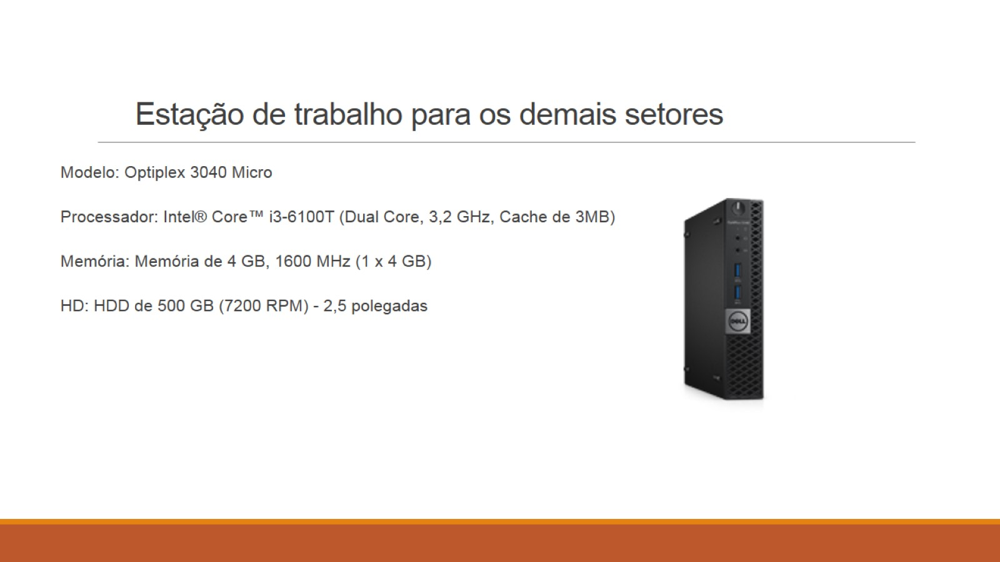 Estação de trabalho para os demais setores
Modelo: Optiplex 3040 Micro
Processador: Intel® Core™ i3-6100T (Dual Core, 3,2 GHz, Cache de 3MB)
Memória: Memória de 4 GB, 1600 MHz (1 x 4 GB)
HD: HDD de 500 GB (7200 RPM) - 2,5 polegadas
DELL